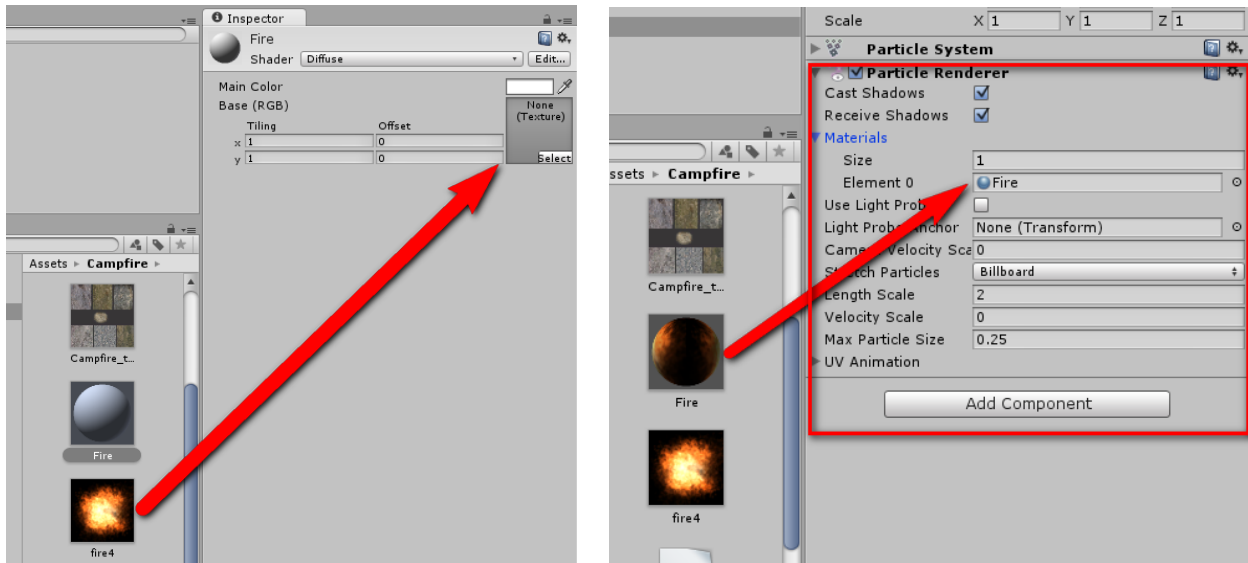 Inspector
Fire
Shader Diffuse Edit...
Main Color
Base (RGB)
None
(Texture)
Tiling Offset
x 1 0
y 1 0
Select
Assets Campfire
Campfire_t...
Fire
fire4
Scale X 1 Y 1 Z 1
Particle System
Particle Renderer
Cast Shadows
Receive Shadows
Materials
Size 1
Element 0 Fire
Use Light Prob
Light Probe Anchor None (Transform)
Camera Velocity Sca 0
Stretch Particles Billboard
Length Scale 2
Velocity Scale 0
Max Particle Size 0.25
UV Animation
Add Component
ssets Campfire
Campfire_t...
Fire
fire4